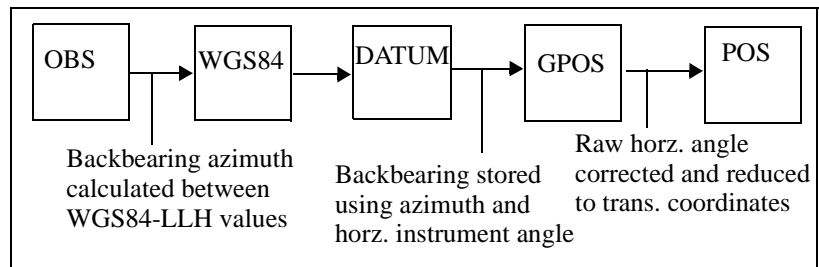 OBS
WGS84
DATUM
GPOS
POS
Backbearing azimuth
calculated between
WGS84-LLH values
Backbearing stored
using azimuth and
horz. instrument angle
Raw horz. angle
corrected and reduced
to trans. coordinates